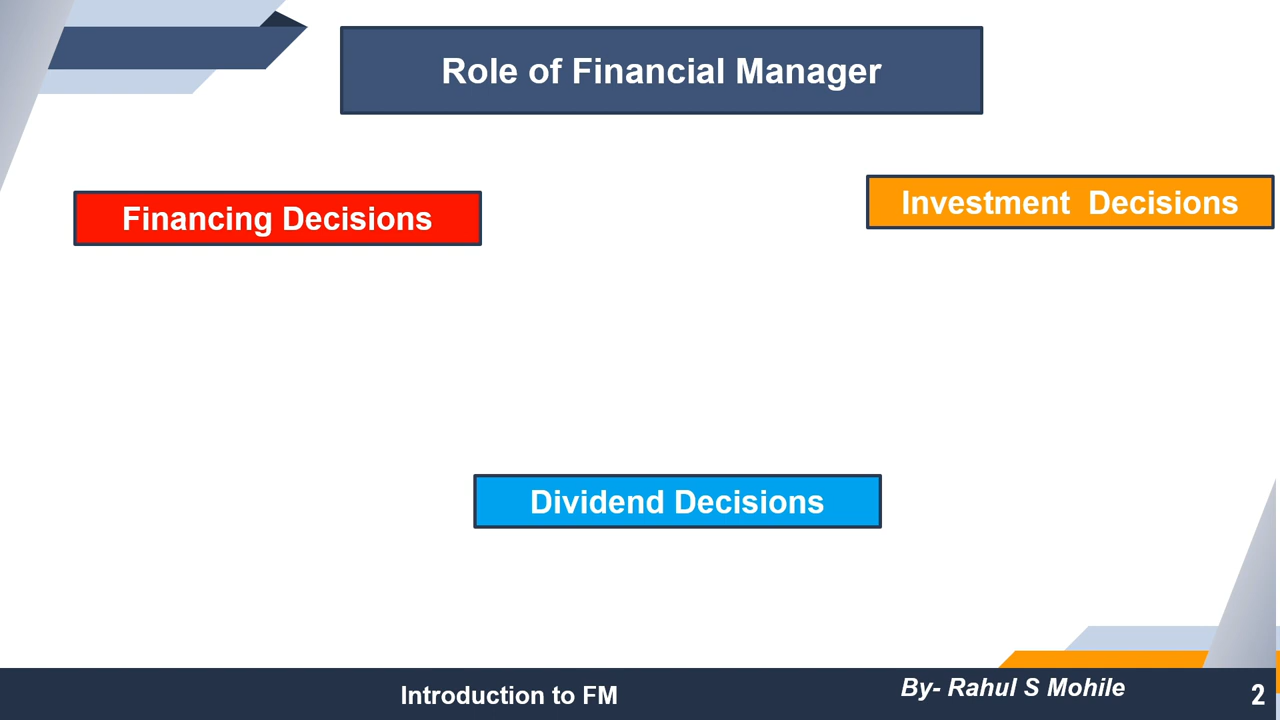 Role of Financial Manager
Financing Decisions
Investment  Decisions
Dividend Decisions
Introduction to FM
By- Rahul S Mohile
2